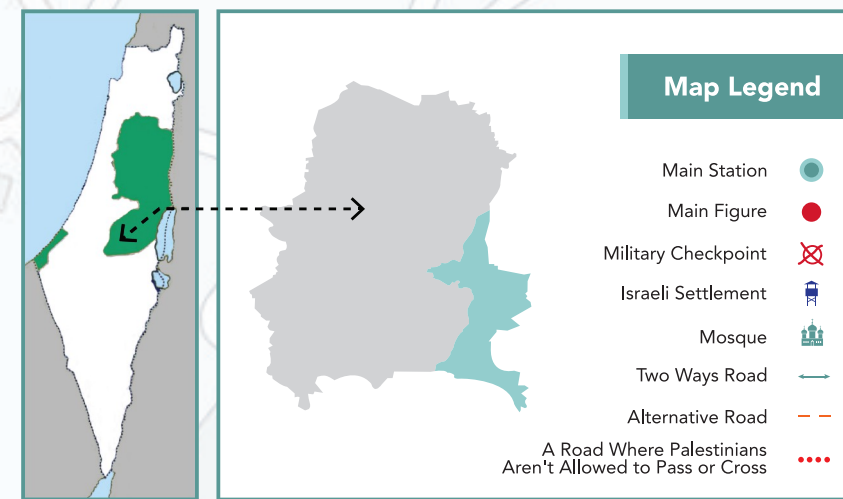 Map Legend
Main Station
Main Figure
Military Checkpoint
Israeli Settlement
Mosque
Two Ways Road
Alternative Road
A Road Where Palestinians
Aren't Allowed to Pass or Cross